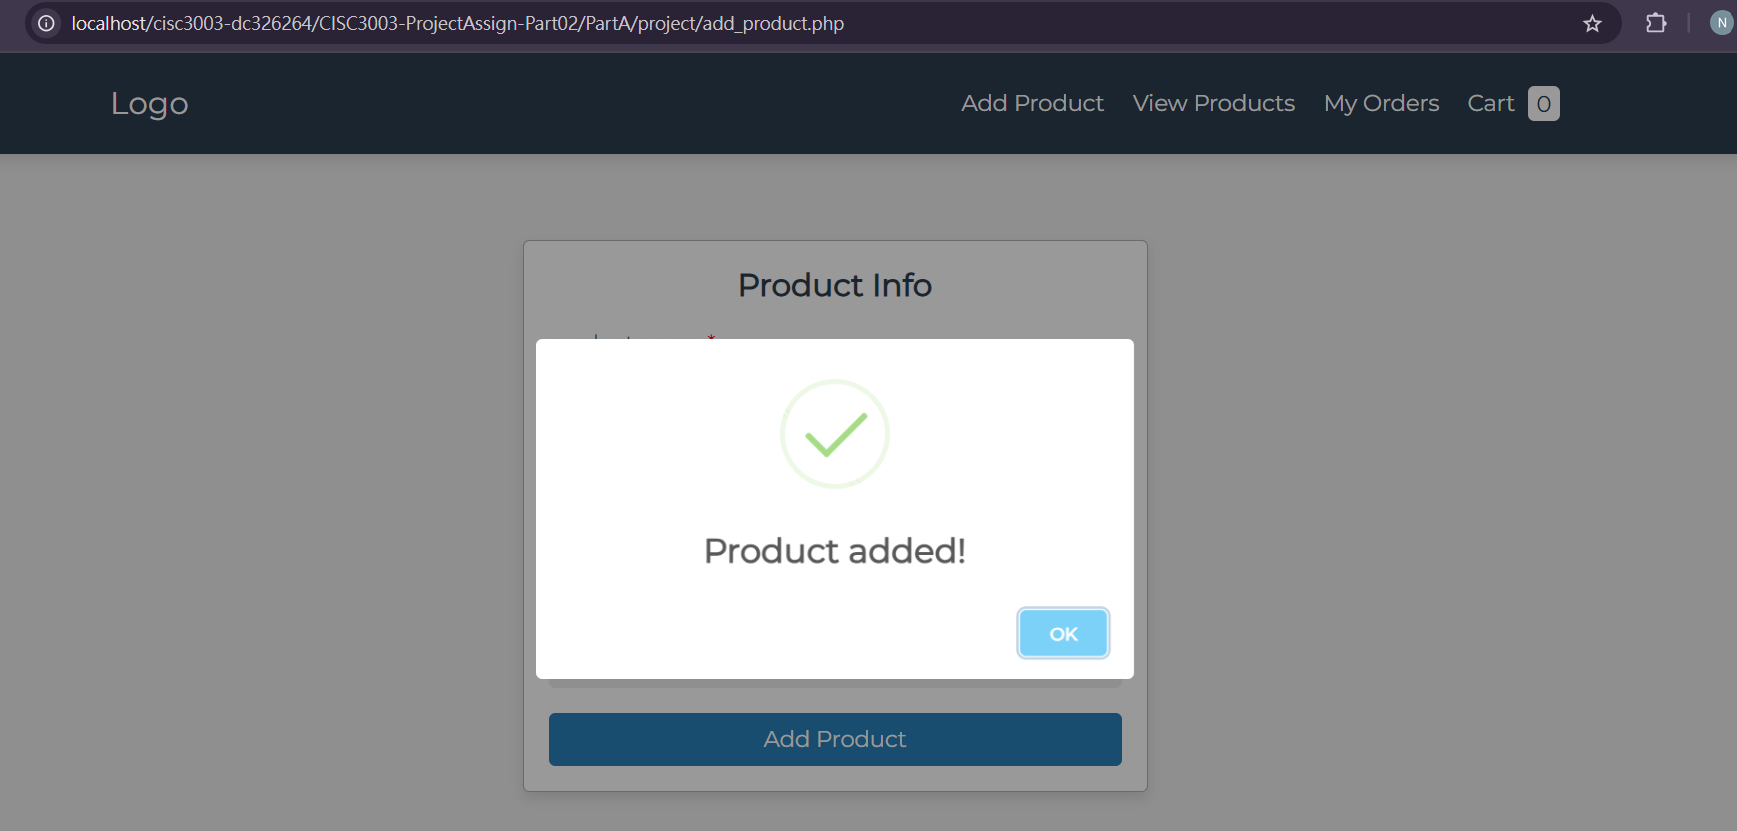 localhost/cisc3003-dc326264/CISC3003-ProjectAssign-Part02/PartA/project/add_product.php
N
Logo
Add Product
View Products
My Orders
Cart 0
Product Info
*
Product added!
OK
Add Product